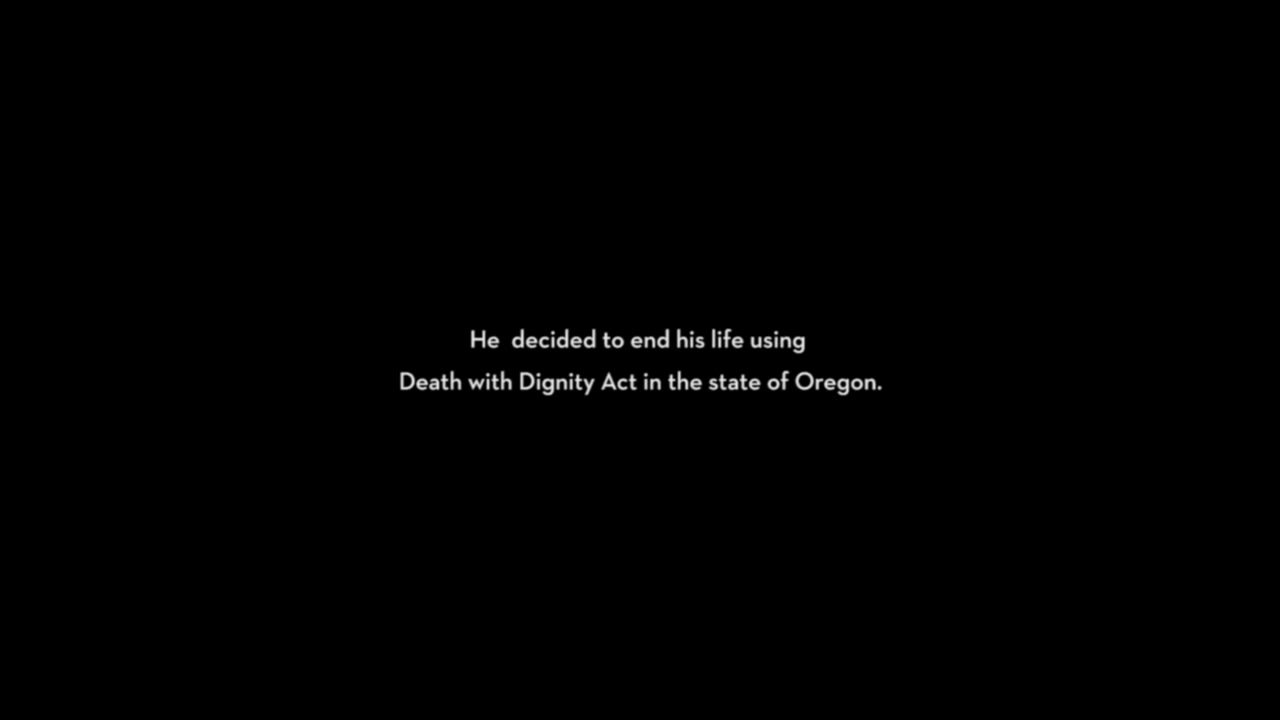 He  decided to end his life using
Death with Dignity Act in the state of Oregon.